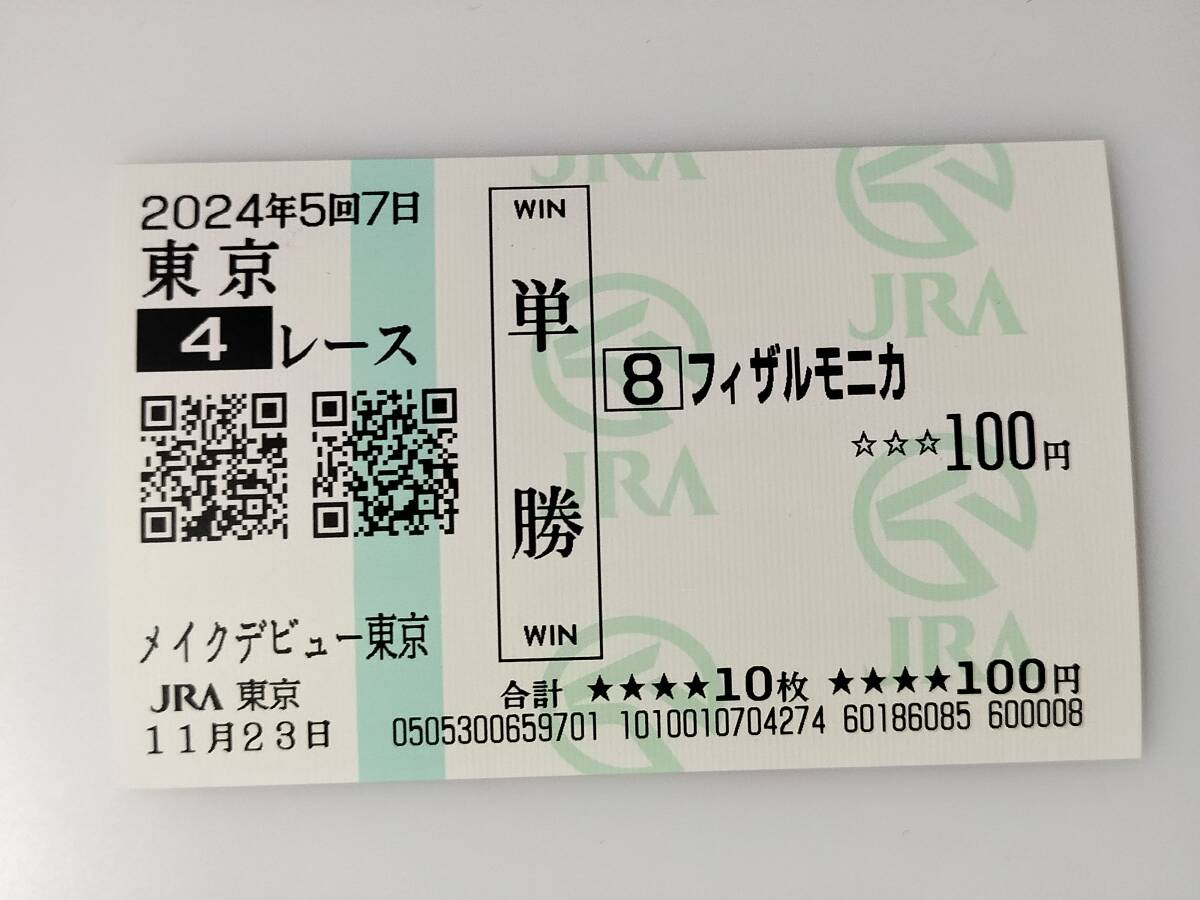 2024年5回7日
東京
4レース
メイクデビュー東京
JRA 東京
11月23日
WIN
単勝
WIN
8 フィザルモニカ
☆☆☆100円
合計 ★★★★10枚 ★★★★100円
0505300659701 1010010704274 60186085 600008
JRA
JRA
JRA
JRA